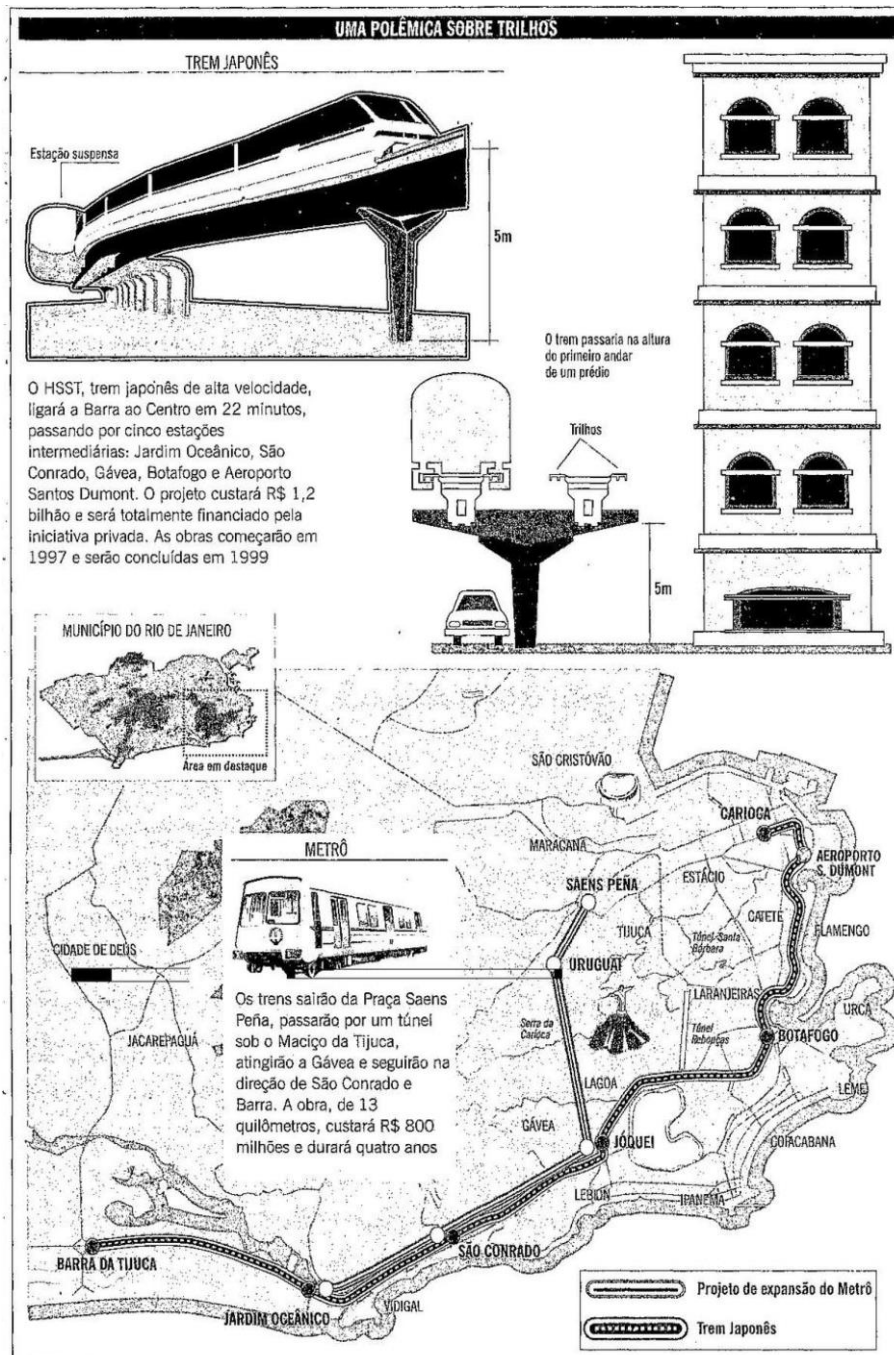 UMA POLÊMICA SOBRE TRILHOS
TREM JAPONÊS
Estação suspensa
5m
O trem passaria na altura
do primeiro andar
de um prédio
Trilhos
5m
O HSST, trem japonês de alta velocidade,
ligará a Barra ao Centro em 22 minutos,
passando por cinco estações
intermediárias: Jardim Oceânico, São
Conrado, Gávea, Botafogo e Aeroporto
Santos Dumont. O projeto custará R$ 1,2
bilhão e será totalmente financiado pela
iniciativa privada. As obras começarão em
1997 e serão concluídas em 1999
MUNICÍPIO DO RIO DE JANEIRO
Área em destaque
SÃO CRISTÓVÃO
CARIOCA
MARACANÃ
AEROPORTO
S. DUMONT
ESTÁCIO
SAENS PEÑA
CATETE
TIJUCA
FLAMENGO
Túnel Santa
Bárbara
CIDADE DE DEUS
URUGUAI
LARANJEIRAS
URCA
JACAREPAGUÁ
Serra da
Carioca
Túnel
Rebouças
BOTAFOGO
LAGOA
LEME
GÁVEA
JÓQUEI
COPACABANA
LEBLON
IPANEMA
METRÔ
Os trens sairão da Praça Saens
Peña, passarão por um túnel
sob o Maciço da Tijuca,
atingirão a Gávea e seguirão na
direção de São Conrado e
Barra. A obra, de 13
quilômetros, custará R$ 800
milhões e durará quatro anos
SÃO CONRADO
BARRA DA TIJUCA
VIDIGAL
JARDIM OCEÂNICO
Projeto de expansão do Metrô
Trem Japonês